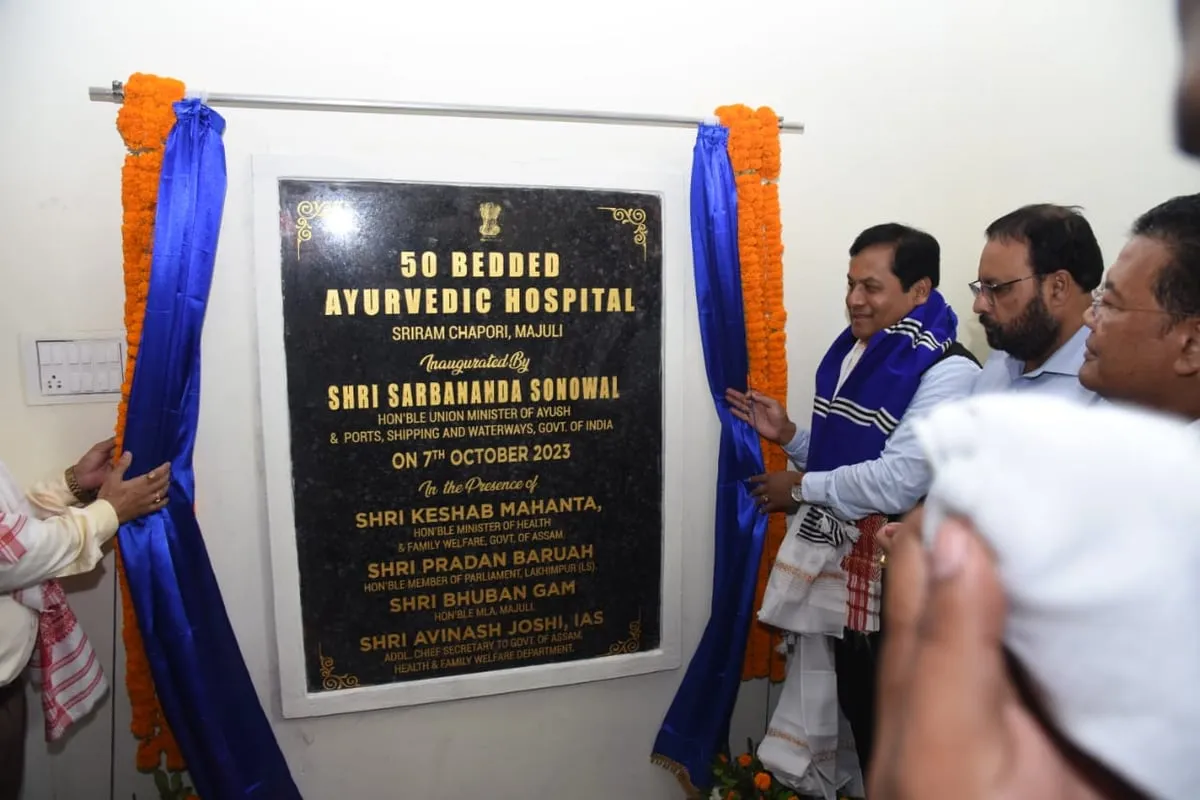 50 BEDDED
AYURVEDIC HOSPITAL
SRIRAM CHAPORI, MAJULI
Inaugurated By
SHRI SARBANANDA SONOWAL
HON'BLE UNION MINISTER OF AYUSH
& PORTS, SHIPPING AND WATERWAYS, GOVT. OF INDIA
ON 7TH OCTOBER 2023
In the Presence of
SHRI KESHAB MAHANTA,
HON'BLE MINISTER OF HEALTH
& FAMILY WELFARE, GOVT. OF ASSAM
SHRI PRADAN BARUAH
HON'BLE MEMBER OF PARLIAMENT, LAKHIMPUR (LS).
SHRI BHUBAN GAM
HON'BLE MLA, MAJULI.
SHRI AVINASH JOSHI, IAS
ADDL. CHIEF SECRETARY TO GOVT. OF ASSAM.
HEALTH & FAMILY WELFARE DEPARTMENT.